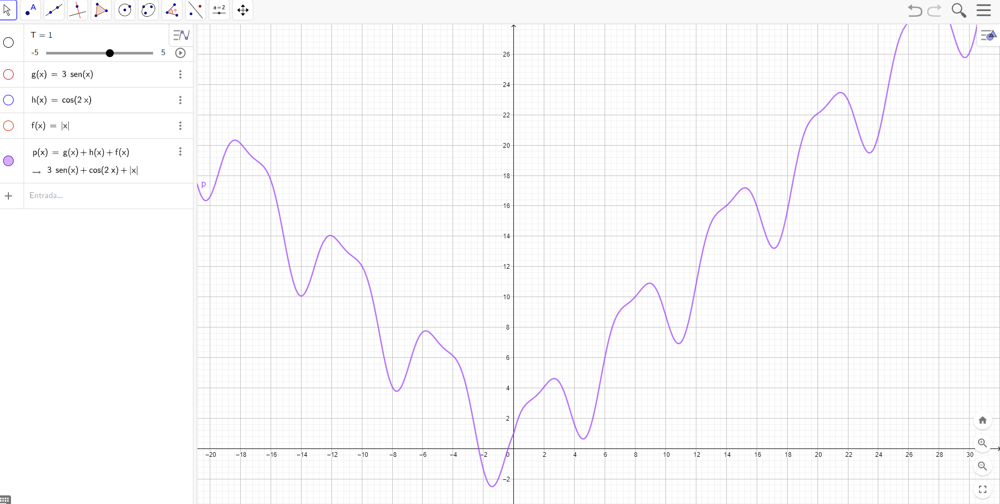 A
α
a=2
T = 1
-5
5
g(x) = 3 sen(x)
h(x) = cos(2 x)
f(x) = |x|
p(x) = g(x) + h(x) + f(x)
→ 3 sen(x) + cos(2 x) + |x|
+ Entrada...
p
26
24
22
20
18
16
14
12
10
8
6
4
2
−20 −18 −16 −14 −12 −10 −8 −6 −4 −2 0 2 4 6 8 10 12 14 16 18 20 22 24 26 28 30
−2